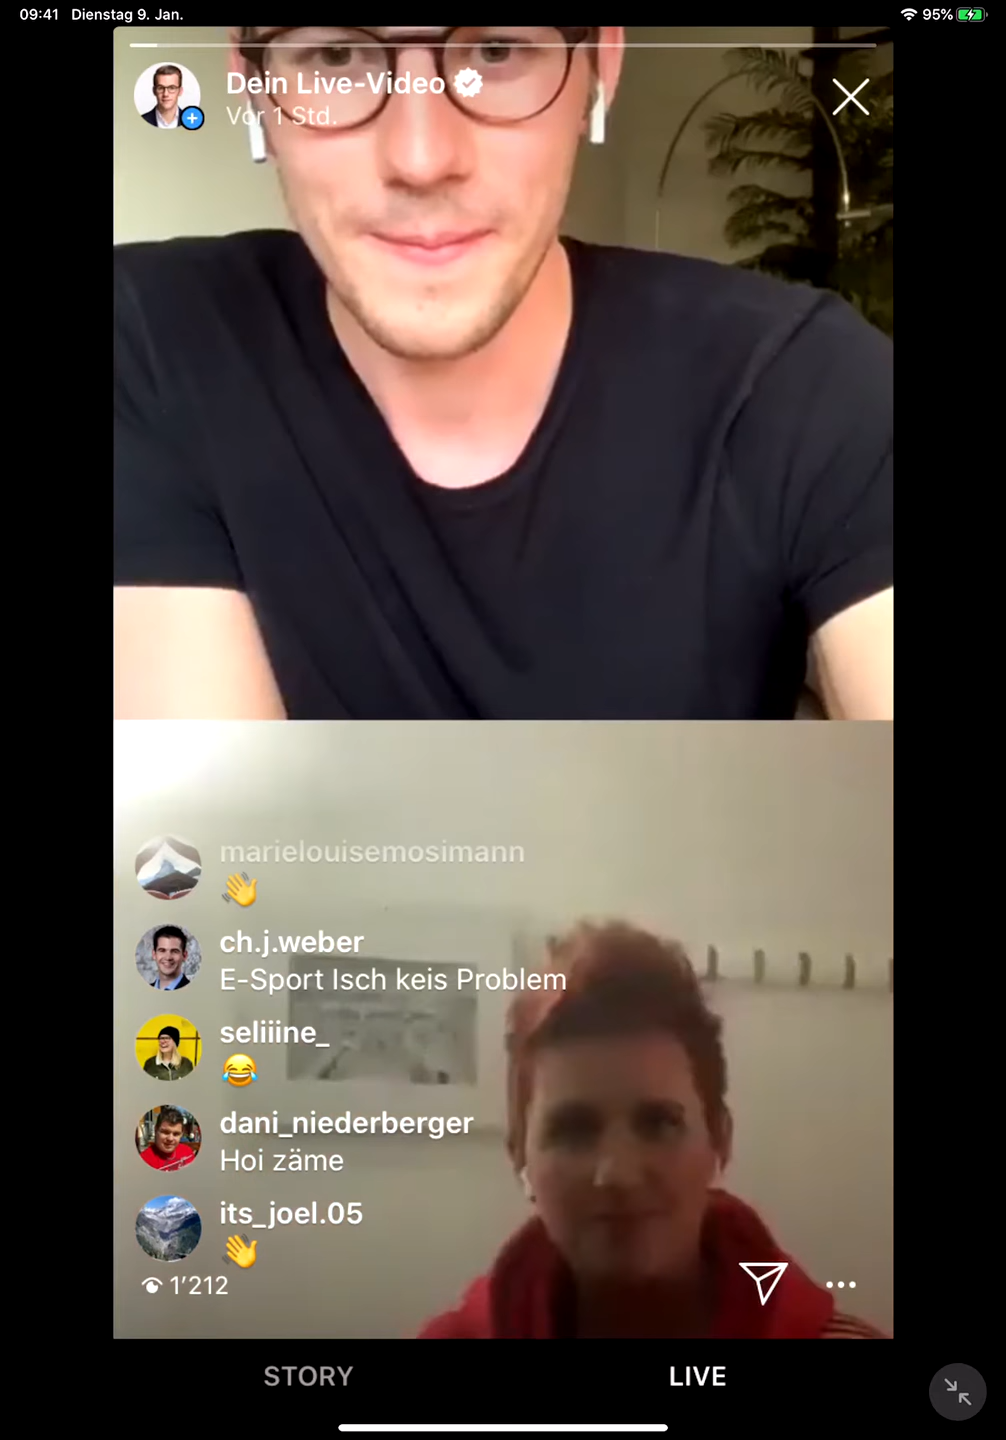 09:41 Dienstag 9. Jan.
95%
Dein Live-Video
Vor 1 Std.
marielouisemosimann
👋
ch.j.weber
E-Sport Isch keis Problem
seliiine_
😂
dani_niederberger
Hoi zäme
its_joel.05
👋
1’212
STORY
LIVE